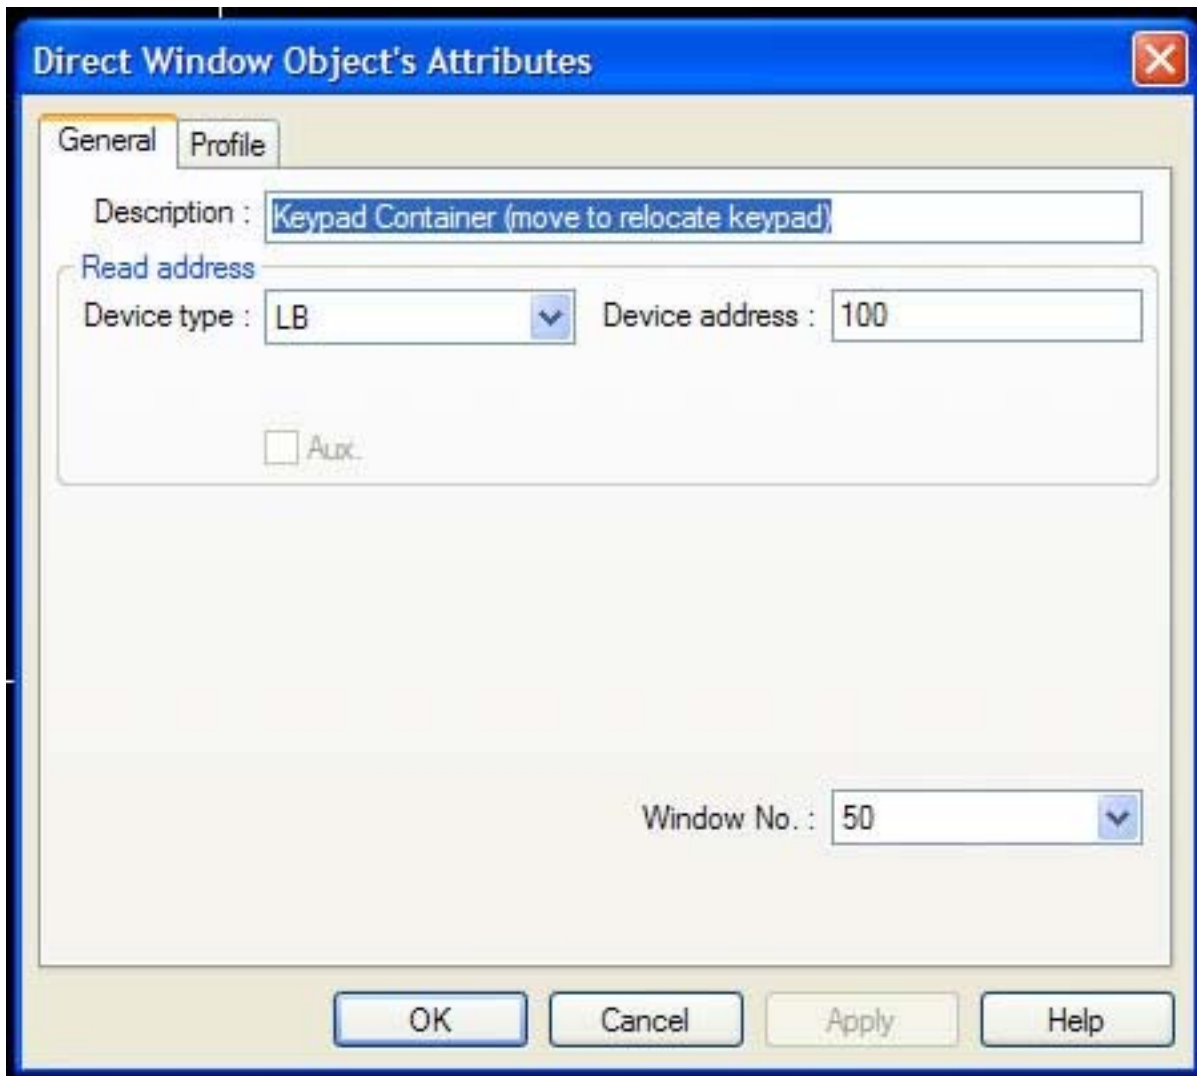 Direct Window Object's Attributes
General Profile
Description : Keypad Container (move to relocate keypad)
Read address
Device type : LB Device address : 100
Aux.
Window No. : 50
OK Cancel Apply Help